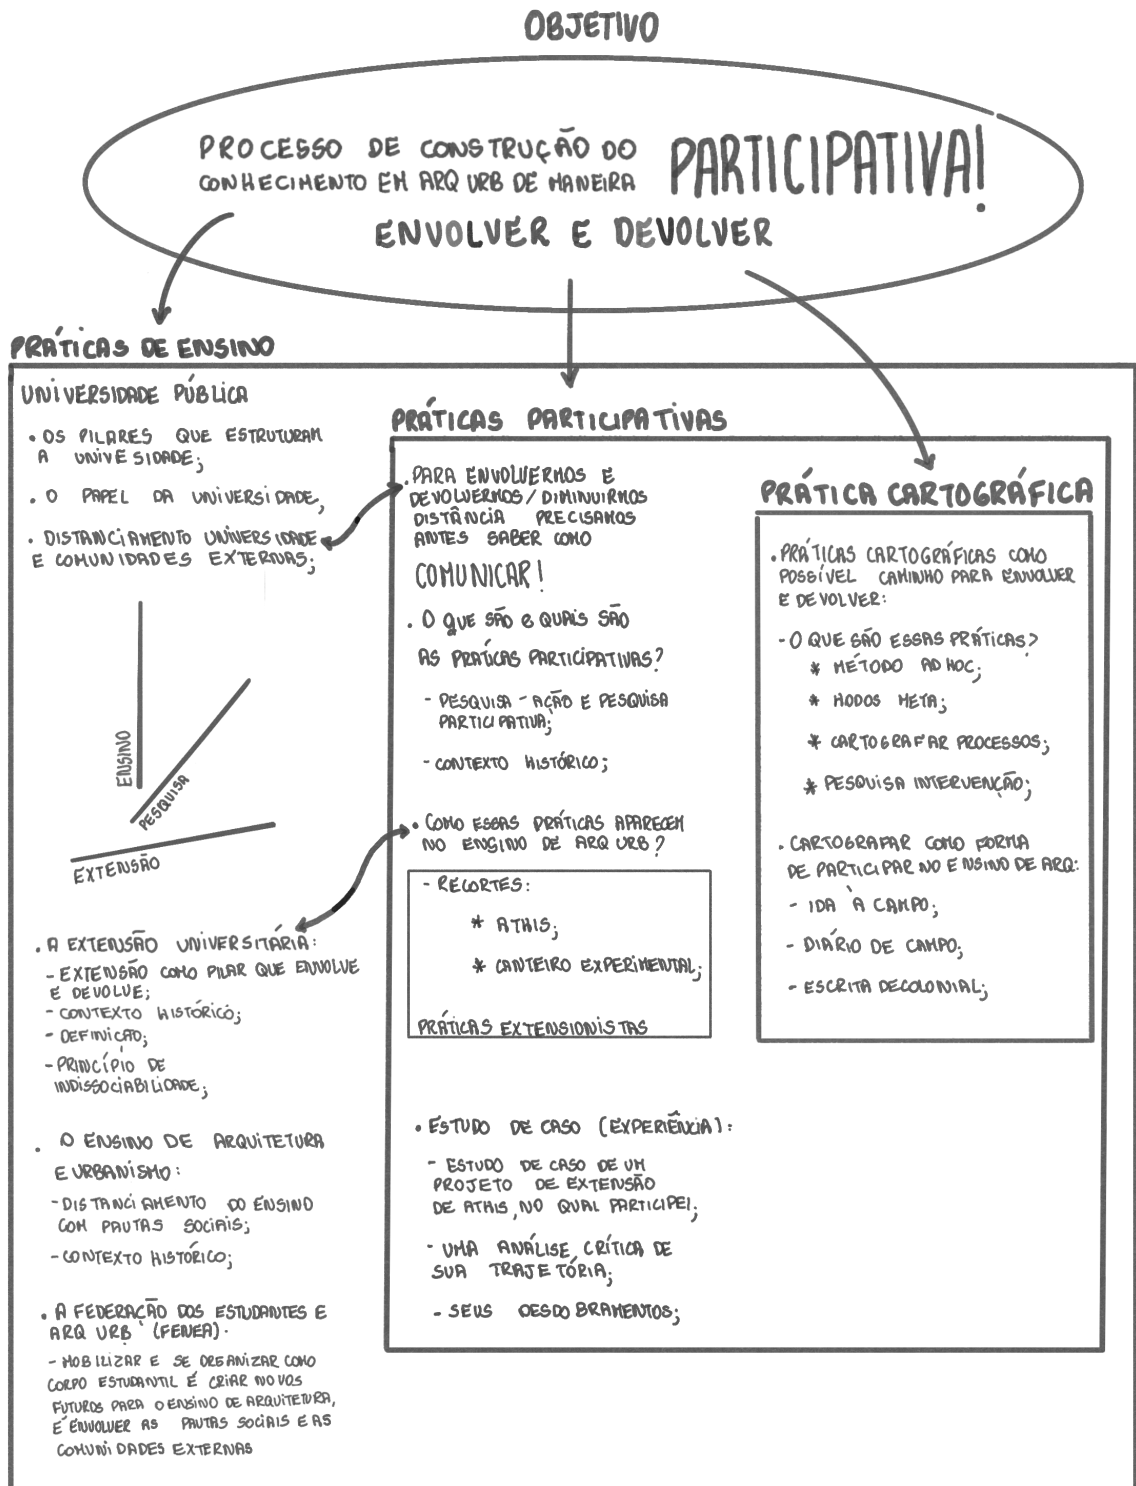 OBJETIVO
PROCESSO DE CONSTRUÇÃO DO
CONHECIMENTO EM ARQ URB DE MANEIRA PARTICIPATIVA!
ENVOLVER E DEVOLVER
PRÁTICAS DE ENSINO
UNIVERSIDADE PÚBLICA
• OS PILARES QUE ESTRUTURAM
A UNIVE SIDADE;
• O PAPEL DA UNIVERSIDADE,
• DISTANCIAMENTO UNIVERSIDADE
E COMUNIDADES EXTERNAS;
ENSINO
PESQUISA
EXTENSÃO
• A EXTENSÃO UNIVERSITÁRIA:
- EXTENSÃO COMO PILAR QUE ENVOLVE
E DEVOLVE;
- CONTEXTO HISTÓRICO;
- DEFINIÇÃO;
- PRINCÍPIO DE
INDISSOCIABILIDADE;
• O ENSINO DE ARQUITETURA
E URBANISMO:
- DISTANCIAMENTO DO ENSINO
COM PAUTAS SOCIAIS;
- CONTEXTO HISTÓRICO;
• A FEDERAÇÃO DOS ESTUDANTES E
ARQ URB (FENEA).
- MOBILIZAR E SE ORGANIZAR COMO
CORPO ESTUDANTIL É CRIAR NOVOS
FUTUROS PARA O ENSINO DE ARQUITETURA,
É ENVOLVER AS PAUTAS SOCIAIS E AS
COMUNIDADES EXTERNAS
PRÁTICAS PARTICIPATIVAS
• PARA ENVOLVERMOS E
DEVOLVERMOS/DIMINUIRMOS
DISTÂNCIA PRECISAMOS
ANTES SABER COMO
COMUNICAR!
• O QUE SÃO E QUAIS SÃO
AS PRÁTICAS PARTICIPATIVAS?
- PESQUISA-AÇÃO E PESQUISA
PARTICIPATIVA;
- CONTEXTO HISTÓRICO;
• COMO ESSAS PRÁTICAS APARECEM
NO ENSINO DE ARQ URB?
- RECORTES:
* ATHIS;
* CANTEIRO EXPERIMENTAL;
PRÁTICAS EXTENSIONISTAS
• ESTUDO DE CASO (EXPERIÊNCIA):
- ESTUDO DE CASO DE UM
PROJETO DE EXTENSÃO
DE ATHIS, NO QUAL PARTICIPEI;
- UMA ANÁLISE CRÍTICA DE
SUA TRAJETÓRIA;
- SEUS DESDOBRAMENTOS;
PRÁTICA CARTOGRÁFICA
• PRÁTICAS CARTOGRÁFICAS COMO
POSSÍVEL CAMINHO PARA ENVOLVER
E DEVOLVER:
- O QUE SÃO ESSAS PRÁTICAS?
* MÉTODO AD HOC;
* HODOS META;
* CARTOGRAFAR PROCESSOS;
* PESQUISA INTERVENÇÃO;
• CARTOGRAFAR COMO FORMA
DE PARTICIPAR NO ENSINO DE ARQ:
- IDA À CAMPO;
- DIÁRIO DE CAMPO;
- ESCRITA DECOLONIAL;